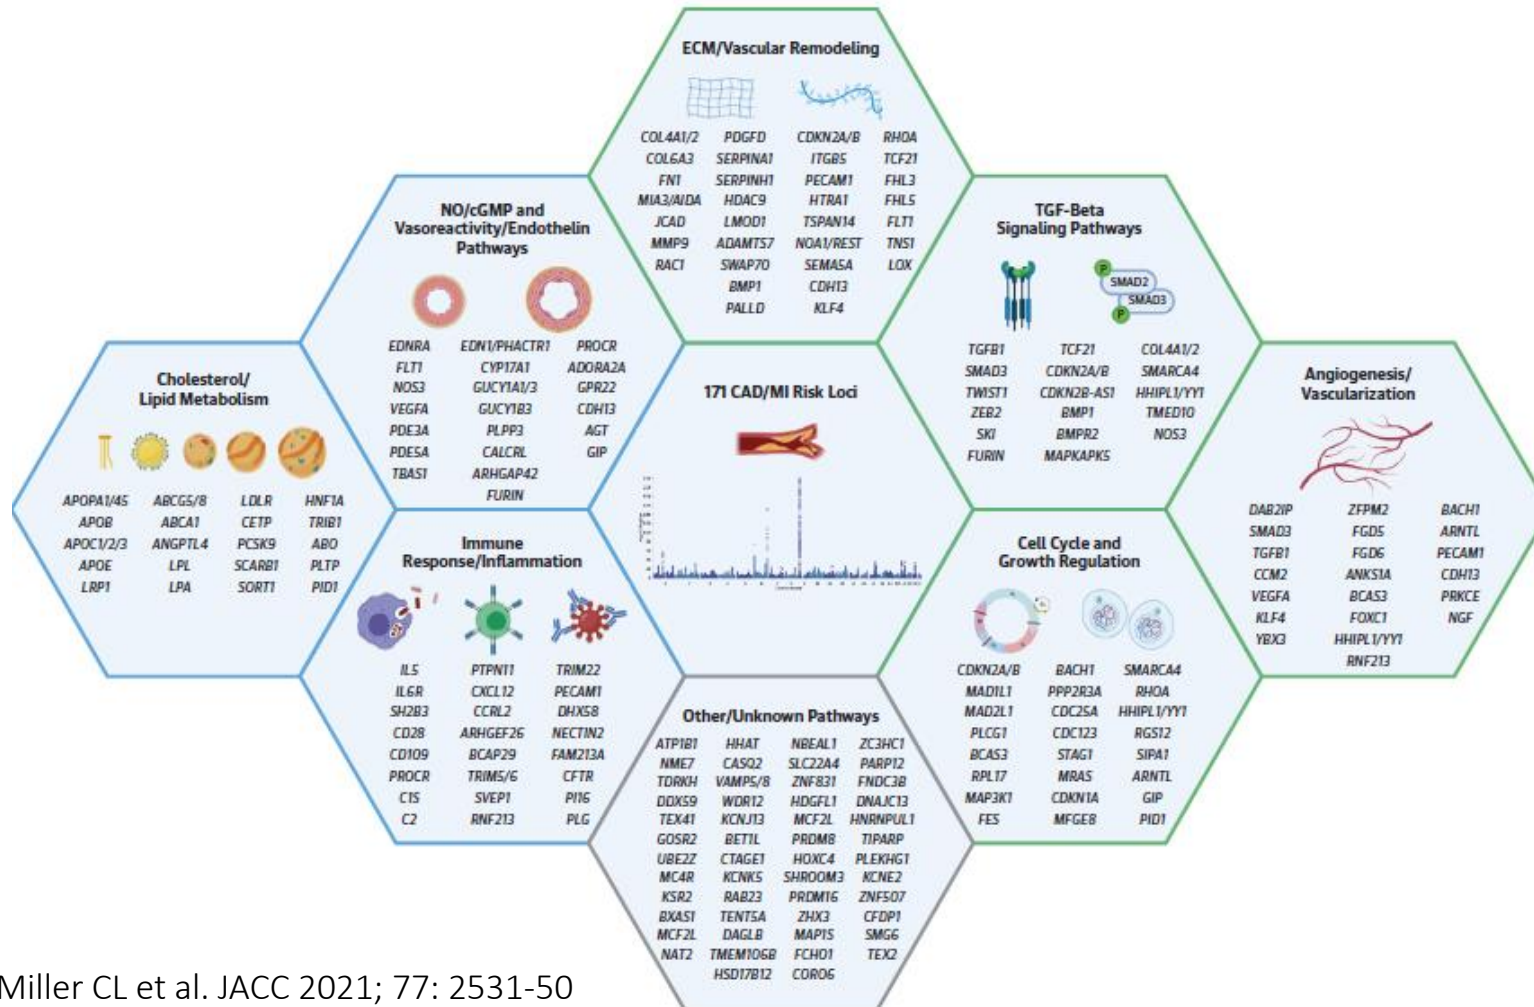 ECM/Vascular Remodeling
COL4A1/2 PDGFD CDKN2A/B RHOA
COL6A3 SERPINA1 ITGB5 TCF21
FN1 SERPINH1 PECAM1 FHL3
MIA3/AIDA HDAC9 HTRA1 FHL5
JCAD LMOD1 TSPAN14 FLT1
MMP9 ADAMTS7 NOA1/REST TNS1
RAC1 SWAP70 SEMA5A LOX
BMP1 CDH13
PALLD KLF4
NO/cGMP and
Vasoreactivity/Endothelin
Pathways
EDNRA EDN1/PHACTR1 PROCR
FLT1 CYP17A1 ADORA2A
NOS3 GUCY1A1/3 GPR22
VEGFA GUCY1B3 CDH13
PDE3A PLPP3 AGT
PDE5A CALCRL GIP
TBAS1 ARHGAP42
FURIN
TGF-Beta
Signaling Pathways
P
SMAD2
SMAD3
P
TGFB1 TCF21 COL4A1/2
SMAD3 CDKN2A/B SMARCA4
TWIST1 CDKN2B-AS1 HHIPL1/YY1
ZEB2 BMP1 TMED10
SKI BMPR2 NOS3
FURIN MAPKAPK5
Cholesterol/
Lipid Metabolism
APOPA1/45 ABCG5/8 LDLR HNF1A
APOB ABCA1 CETP TRIB1
APOC1/2/3 ANGPTL4 PCSK9 ABO
APOE LPL SCARB1 PLTP
LRP1 LPA SORT1 PID1
171 CAD/MI Risk Loci
Angiogenesis/
Vascularization
DAB2IP ZFPM2 BACH1
SMAD3 FGD5 ARNTL
TGFB1 FGD6 PECAM1
CCM2 ANKS1A CDH13
VEGFA BCAS3 PRKCE
KLF4 FOXC1 NGF
YBX3 HHIPL1/YY1
RNF213
Immune
Response/Inflammation
IL5 PTPN11 TRIM22
IL6R CXCL12 PECAM1
SH2B3 CCRL2 DHX58
CD28 ARHGEF26 NECTIN2
CD109 BCAP29 FAM213A
PROCR TRIM5/6 CFTR
C1S SVEP1 PI16
C2 RNF213 PLG
Cell Cycle and
Growth Regulation
CDKN2A/B BACH1 SMARCA4
MAD1L1 PPP2R3A RHOA
MAD2L1 CDC25A HHIPL1/YY1
PLCG1 CDC123 RGS12
BCAS3 STAG1 SIPA1
RPL17 MRAS ARNTL
MAP3K1 CDKN1A GIP
FES MFGE8 PID1
Other/Unknown Pathways
ATP1B1 HHAT NBEAL1 ZC3HC1
NME7 CASQ2 SLC22A4 PARP12
TDRKH VAMP5/8 ZNF831 FNDC3B
DDX59 WDR12 HDGFL1 DNAJC13
TEX41 KCNJ13 MCF2L HNRNPUL1
GOSR2 BET1L PRDM8 TIPARP
UBE2Z CTAGE1 HOXC4 PLEKHG1
MC4R KCNK5 SHROOM3 KCNE2
KSR2 RAB23 PRDM16 ZNF507
BXAS1 TENT5A ZHX3 CFDP1
MCF2L DAGLB MAP1S SMG6
NAT2 TMEM106B FCHO1 TEX2
HSD17B12 CORO6
Miller CL et al. JACC 2021; 77: 2531-50